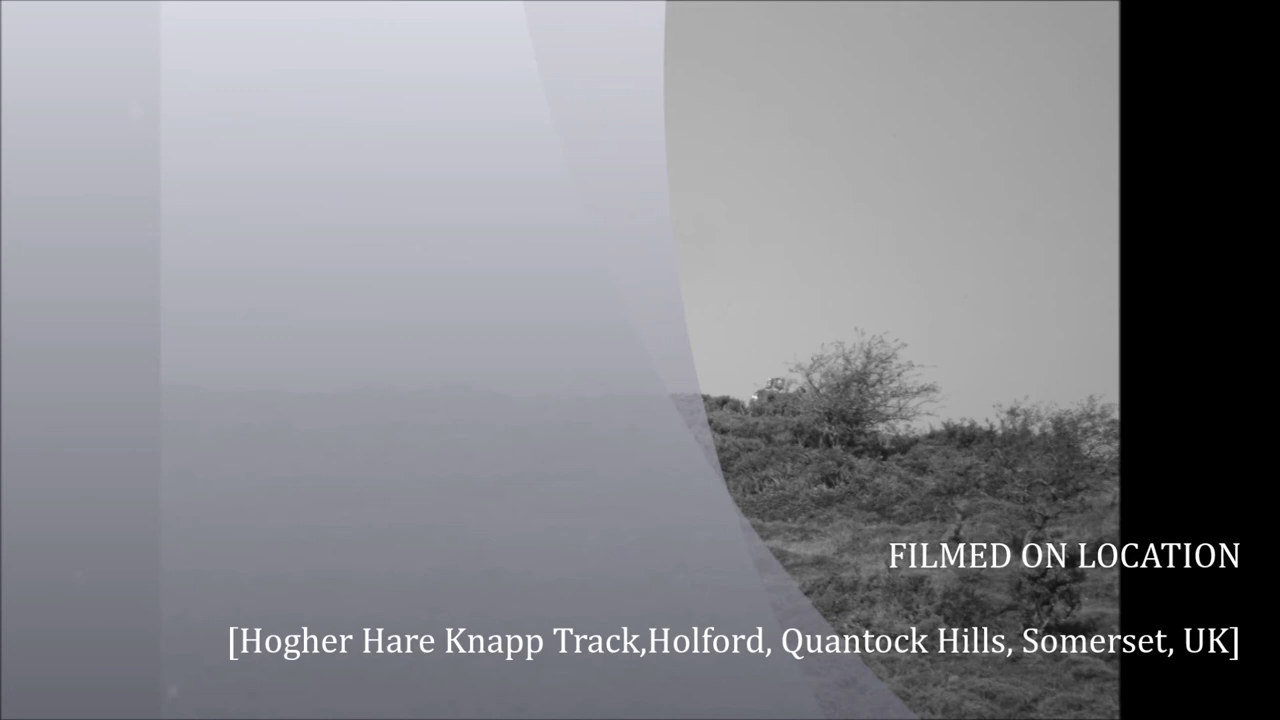 FILMED ON LOCATION
[Hogher Hare Knapp Track,Holford, Quantock Hills, Somerset, UK]